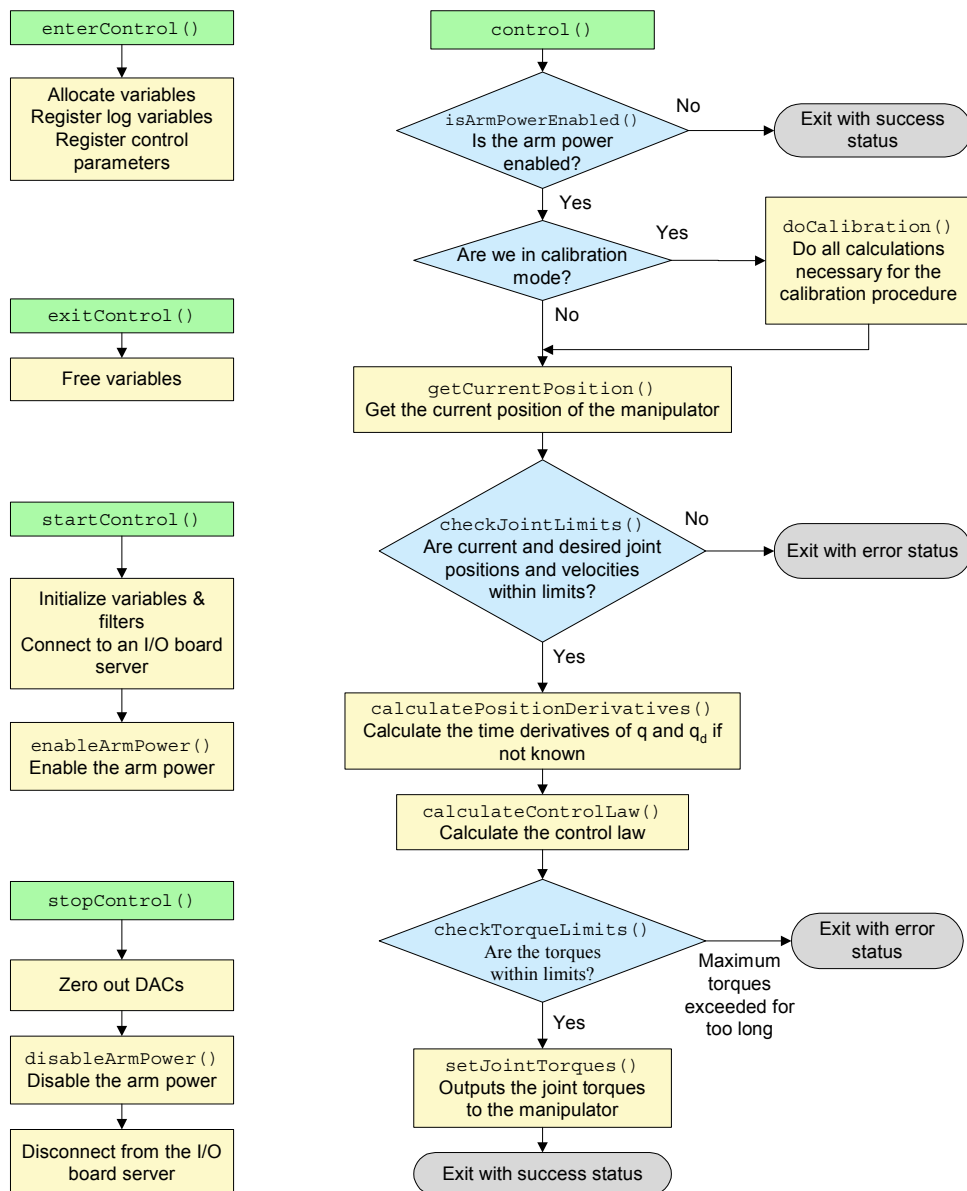 enterControl()
Allocate variables
Register log variables
Register control
parameters
exitControl()
Free variables
startControl()
Initialize variables &
filters
Connect to an I/O board
server
enableArmPower()
Enable the arm power
stopControl()
Zero out DACs
disableArmPower()
Disable the arm power
Disconnect from the I/O
board server
control()
isArmPowerEnabled()
Is the arm power
enabled?
No
Exit with success
status
Yes
Are we in calibration
mode?
Yes
doCalibration()
Do all calculations
necessary for the
calibration procedure
No
getCurrentPosition()
Get the current position of the manipulator
checkJointLimits()
Are current and desired joint
positions and velocities
within limits?
No
Exit with error status
Yes
calculatePositionDerivatives()
Calculate the time derivatives of q and qd if
not known
calculateControlLaw()
Calculate the control law
checkTorqueLimits()
Are the torques
within limits?
Maximum
torques
exceeded for
too long
Exit with error
status
Yes
setJointTorques()
Outputs the joint torques
to the manipulator
Exit with success status